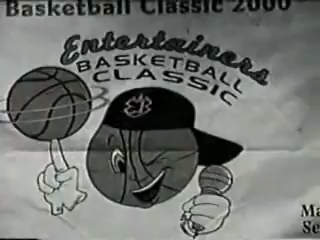 Basketball Classic 2000
Entertainers
BASKETBALL
CLASSIC
Ma
Se